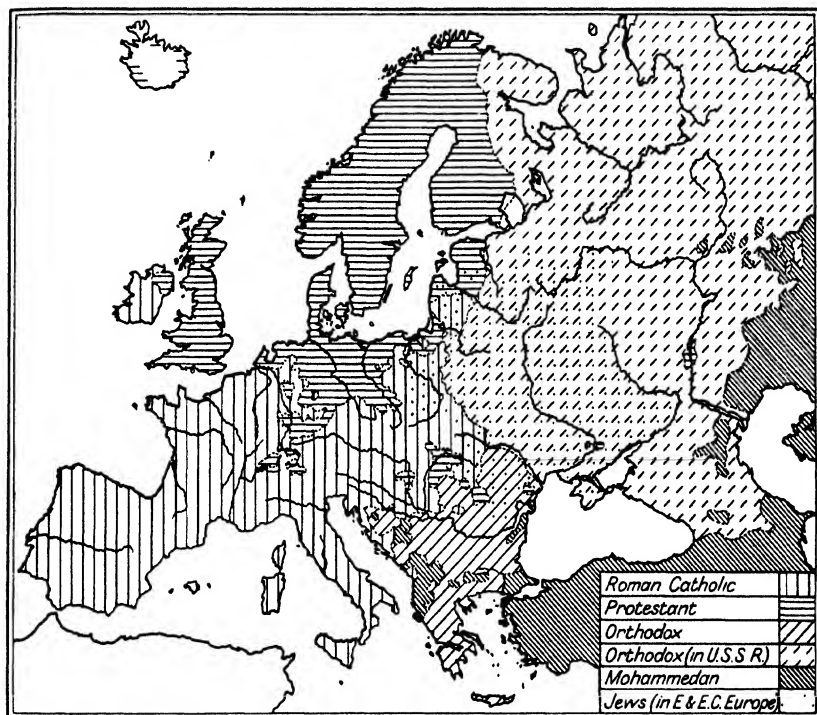 Roman Catholic
Protestant
Orthodox
Orthodox (in U.S.S R.)
Mohammedan
Jews (in E & E.C. Europe)